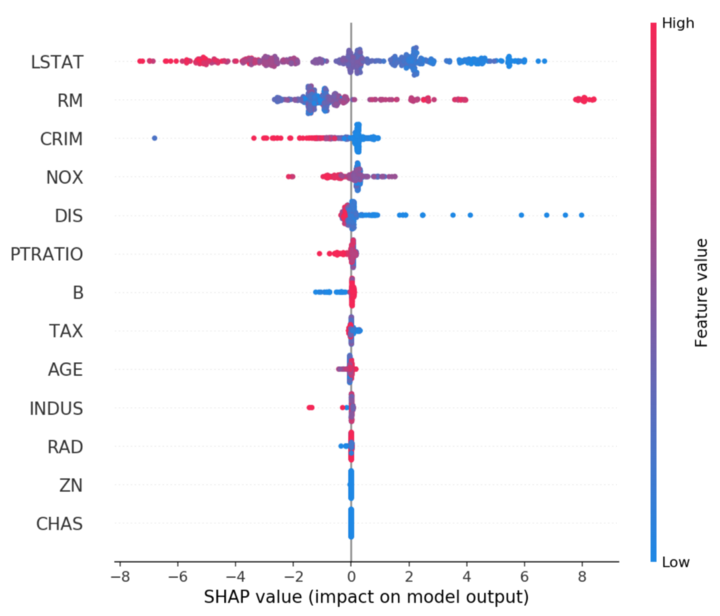 High
LSTAT
RM
CRIM
NOX
DIS
PTRATIO
B
TAX
AGE
INDUS
RAD
ZN
CHAS
Feature value
Low
−8 −6 −4 −2 0 2 4 6 8
SHAP value (impact on model output)